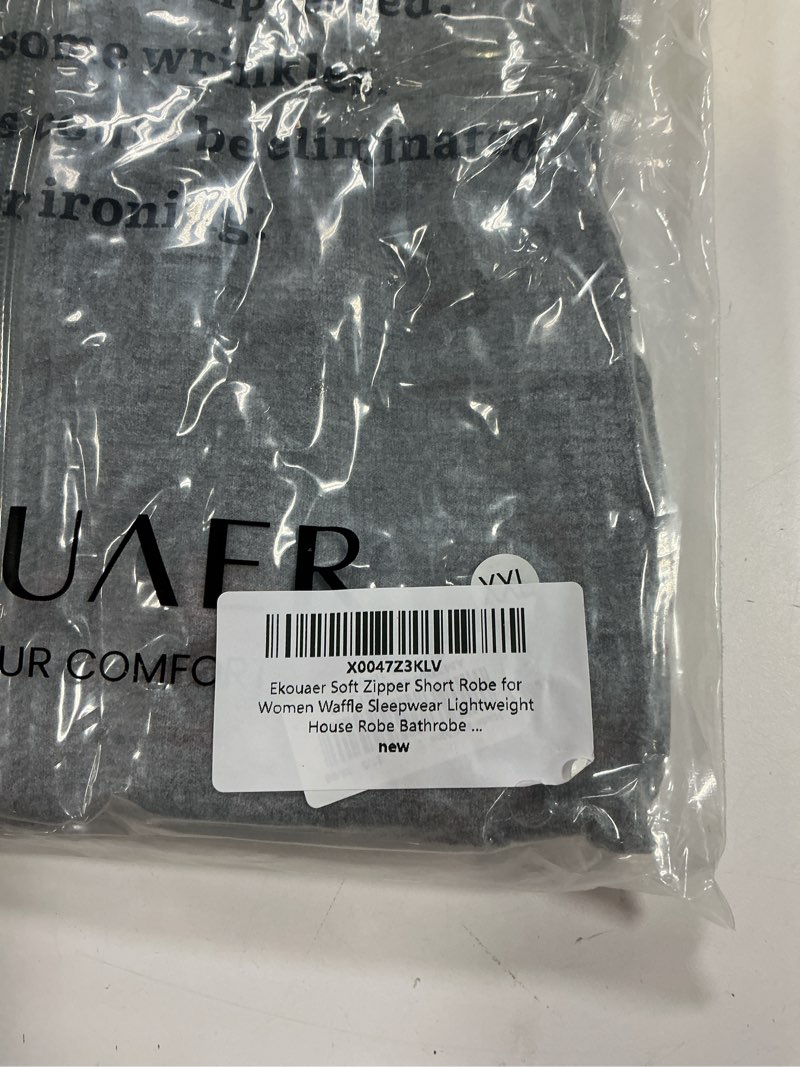 some wrinkles,
be eliminated
r ironing.
UAER
UR COMFO
XXL
X0047Z3KLV
Ekouaer Soft Zipper Short Robe for
Women Waffle Sleepwear Lightweight
House Robe Bathrobe ...
new